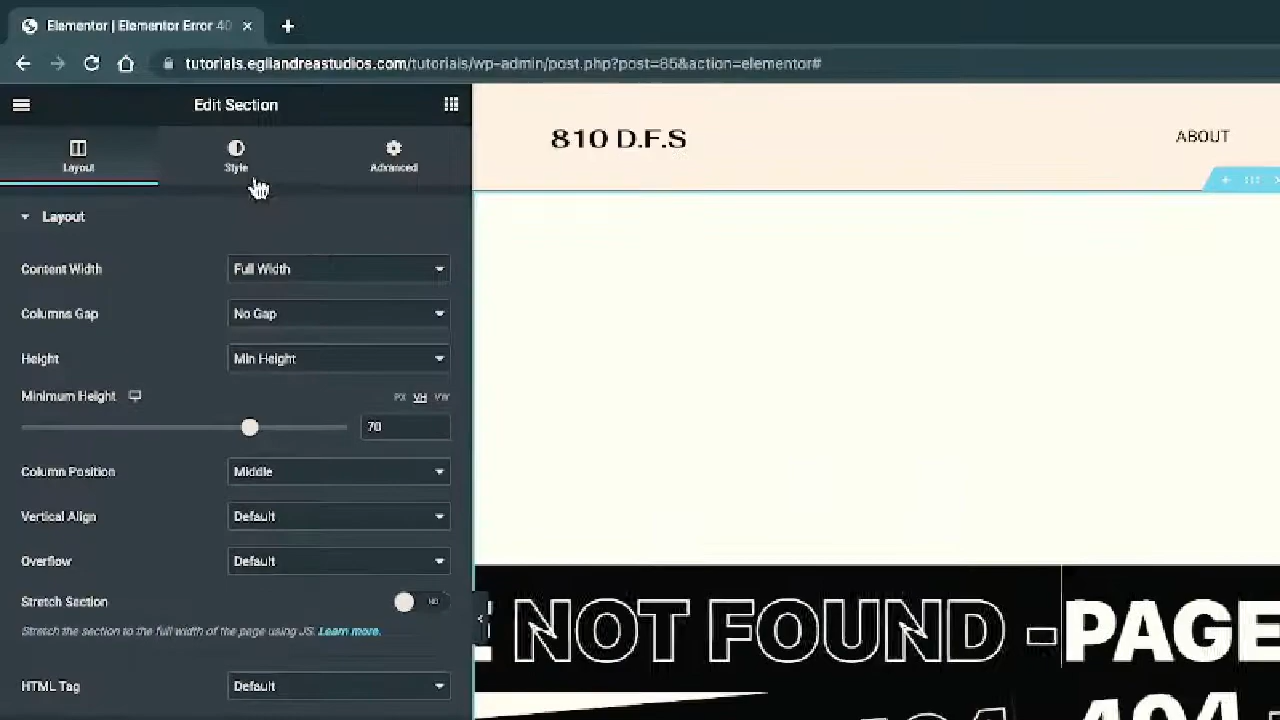 Elementor | Elementor Error 40
tutorials.egliandreastudios.com/tutorials/wp-admin/post.php?post=85&action=elementor#
Edit Section
Layout
Style
Advanced
Layout
Content Width
Full Width
Columns Gap
No Gap
Height
Min Height
Minimum Height
PX VH VW
70
Column Position
Middle
Vertical Align
Default
Overflow
Default
Stretch Section
NO
Stretch the section to the full width of the page using JS. Learn more.
HTML Tag
Default
810 D.F.S
ABOUT
E NOT FOUND -PAGE
404 404 -